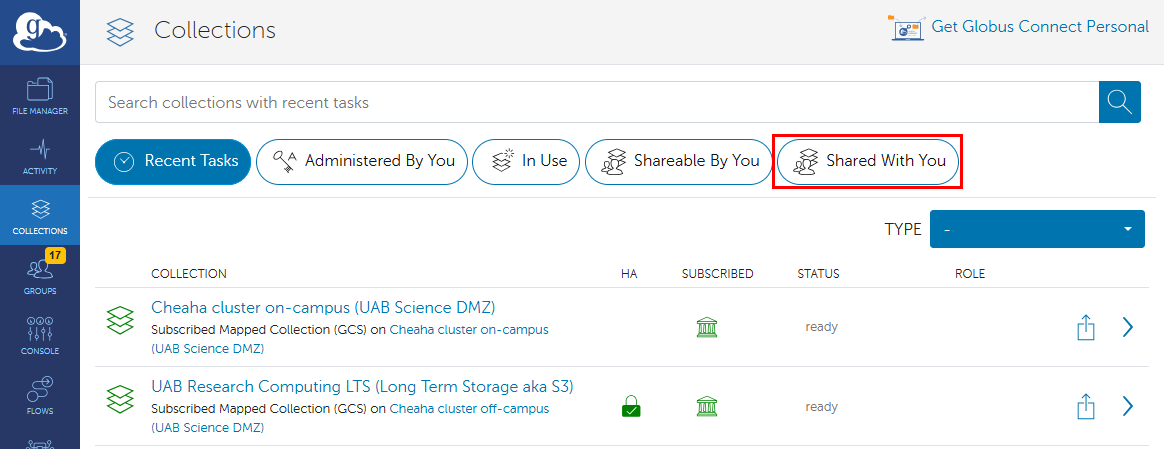 g
Collections
Get Globus Connect Personal
FILE MANAGER
Search collections with recent tasks
Recent Tasks
Administered By You
In Use
Shareable By You
Shared With You
ACTIVITY
COLLECTIONS
TYPE
-
17
GROUPS
COLLECTION
HA
SUBSCRIBED
STATUS
ROLE
Cheaha cluster on-campus (UAB Science DMZ)
Subscribed Mapped Collection (GCS) on Cheaha cluster on-campus
(UAB Science DMZ)
ready
CONSOLE
UAB Research Computing LTS (Long Term Storage aka S3)
Subscribed Mapped Collection (GCS) on Cheaha cluster off-campus
(UAB Science DMZ)
ready
FLOWS